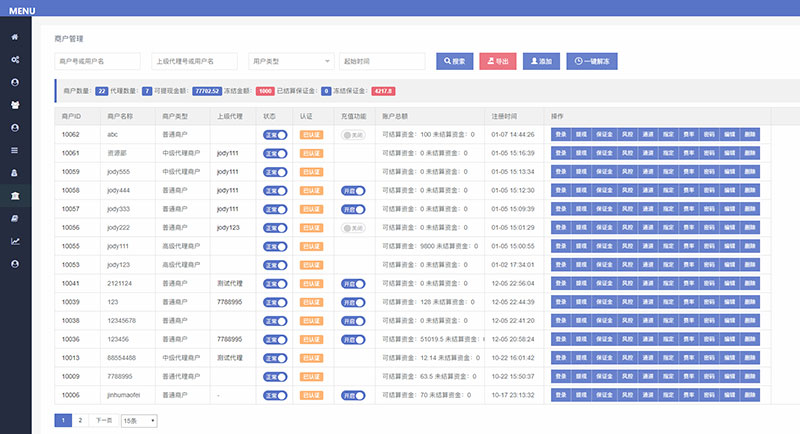 MENU
商户管理
商户号或用户名 上级代理号或用户名 用户类型 起始时间 搜索 导出 添加 一键解冻
商户数量: 22 代理数量: 7 可提现金额: 77702.52 冻结金额: 1000 已结算保证金: 0 冻结保证金: 4217.8
商户ID 商户名称 商户类型 上级代理 状态 认证 充值功能 账户总额 注册时间 操作
10062 abc 普通商户 正常 已认证 关闭 可结算资金: 100 未结算资金: 0 01-07 14:44:26 登录 提现 保证金 风控 通道 指定 费率 密码 编辑 删除
10061 资源部 中级代理商户 jody111 正常 已认证 可结算资金: 0 未结算资金: 0 01-05 15:16:39 登录 提现 保证金 风控 通道 指定 费率 密码 编辑 删除
10059 jody555 中级代理商户 jody111 正常 已认证 可结算资金: 0 未结算资金: 0 01-05 15:13:34 登录 提现 保证金 风控 通道 指定 费率 密码 编辑 删除
10058 jody444 普通商户 jody111 正常 已认证 开启 可结算资金: 0 未结算资金: 0 01-05 15:12:30 登录 提现 保证金 风控 通道 指定 费率 密码 编辑 删除
10057 jody333 普通商户 jody111 正常 已认证 开启 可结算资金: 0 未结算资金: 0 01-05 15:09:39 登录 提现 保证金 风控 通道 指定 费率 密码 编辑 删除
10056 jody222 普通商户 jody123 正常 已认证 关闭 可结算资金: 0 未结算资金: 0 01-05 15:01:29 登录 提现 保证金 风控 通道 指定 费率 密码 编辑 删除
10055 jody111 高级代理商户 正常 已认证 可结算资金: 9800 未结算资金: 0 01-05 15:00:55 登录 提现 保证金 风控 通道 指定 费率 密码 编辑 删除
10053 jody123 高级代理商户 正常 已认证 可结算资金: 0 未结算资金: 0 01-02 17:34:01 登录 提现 保证金 风控 通道 指定 费率 密码 编辑 删除
10041 2121124 普通商户 测试代理 正常 已认证 开启 可结算资金: 0 未结算资金: 0 12-05 22:56:04 登录 提现 保证金 风控 通道 指定 费率 密码 编辑 删除
10039 123 普通商户 7788995 正常 已认证 开启 可结算资金: 128 未结算资金: 0 12-05 22:44:39 登录 提现 保证金 风控 通道 指定 费率 密码 编辑 删除
10038 12345678 普通商户 正常 已认证 开启 可结算资金: 0 未结算资金: 0 12-05 22:41:20 登录 提现 保证金 风控 通道 指定 费率 密码 编辑 删除
10036 123456 普通商户 7788995 正常 已认证 开启 可结算资金: 51019.5 未结算资金: 12-05 20:58:24 登录 提现 保证金 风控 通道 指定 费率 密码 编辑 删除
10013 88554488 中级代理商户 测试代理 正常 已认证 可结算资金: 12.14 未结算资金: 0 10-22 16:01:42 登录 提现 保证金 风控 通道 指定 费率 密码 编辑 删除
10009 7788995 普通代理商户 正常 已认证 可结算资金: 63.5 未结算资金: 0 10-22 15:50:37 登录 提现 保证金 风控 通道 指定 费率 密码 编辑 删除
10006 jinhumaofei 普通商户 - 正常 已认证 开启 可结算资金: 70 未结算资金: 0 10-17 23:13:32 登录 提现 保证金 风控 通道 指定 费率 密码 编辑 删除
1 2 下一页 15条